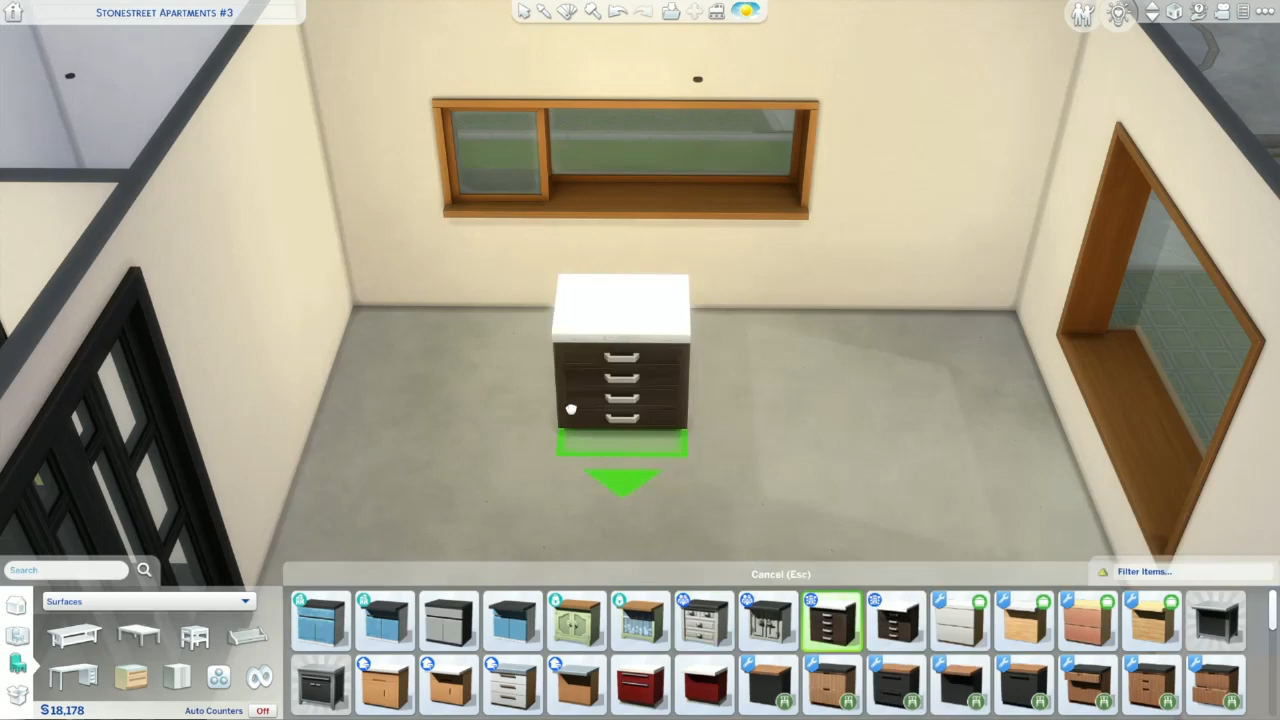 STONESTREET APARTMENTS #3
Search
Cancel (Esc)
Filter Items...
Surfaces
$18,178
Auto Counters
Off